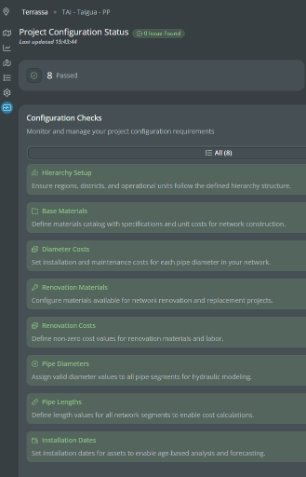 Terrassa • TAI - Taigua - PP
Project Configuration Status 0 Issue Found
Last updated 15:43:44
8 Passed
Configuration Checks
Monitor and manage your project configuration requirements
All (8)
Hierarchy Setup
Ensure regions, districts, and operational units follow the defined hierarchy structure.
Base Materials
Define materials catalog with specifications and unit costs for network construction.
Diameter Costs
Set installation and maintenance costs for each pipe diameter in your network.
Renovation Materials
Configure materials available for network renovation and replacement projects.
Renovation Costs
Define non-zero cost values for renovation materials and labor.
Pipe Diameters
Assign valid diameter values to all pipe segments for hydraulic modeling.
Pipe Lengths
Define length values for all network segments to enable cost calculations.
Installation Dates
Set installation dates for assets to enable age-based analysis and forecasting.